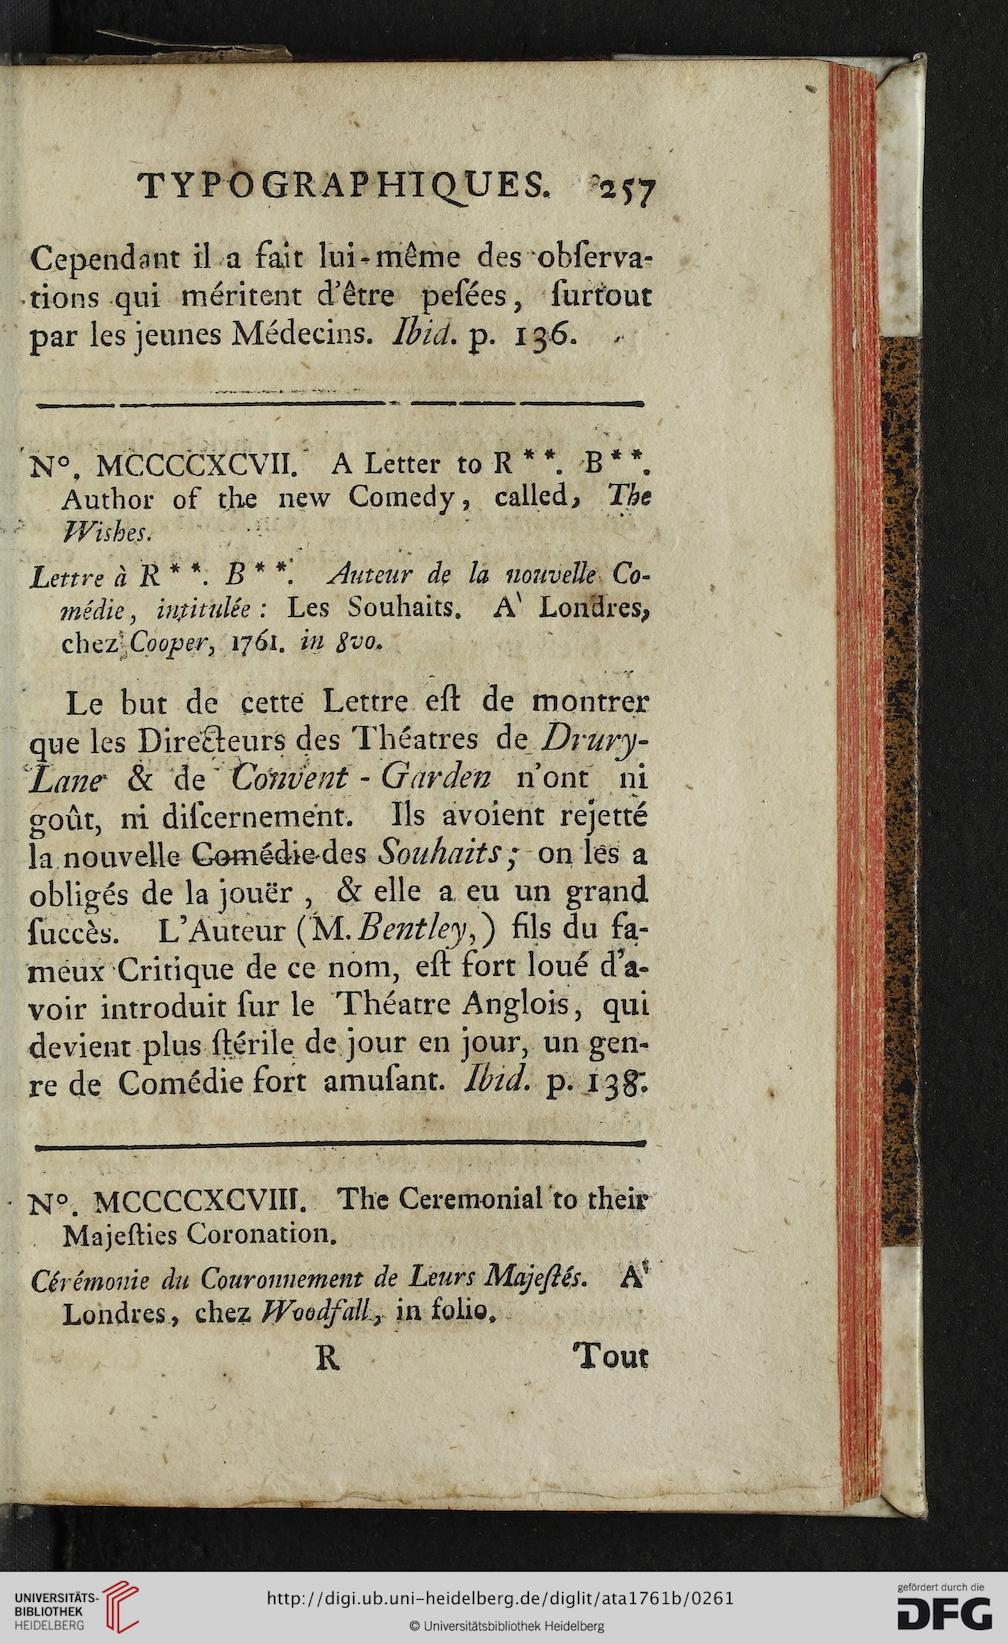 TYPOGRAPHIQUES. 257
Cependant il a fait lui-même des obſerva-
tions qui méritent d'être peſées, ſurtout
par les jeunes Médecins. Ibid. p. 136.
N°. MCCCCXCVII. A Letter to R**. B**.
Author of the new Comedy, called, The
Wishes.
Lettre à R**. B**. Auteur de la nouvelle Co-
médie, intitulée : Les Souhaits. A' Londres,
chez Cooper, 1761. in 8vo.
Le but de cette Lettre eſt de montrer
que les Directeurs des Théatres de Drury-
Lane & de Convent-Garden n'ont ni
goût, ni diſcernement. Ils avoient rejetté
la nouvelle Comédie des Souhaits; on les a
obligés de la jouër, & elle a eu un grand
ſuccès. L'Auteur (M. Bentley,) fils du fa-
meux Critique de ce nom, eſt fort loué d'a-
voir introduit ſur le Théatre Anglois, qui
devient plus ſtérile de jour en jour, un gen-
re de Comédie fort amuſant. Ibid. p. 138.
N°. MCCCCXCVIII. The Ceremonial to their
Majeſties Coronation.
Cérémonie du Couronnement de Leurs Majeſtés. A'
Londres, chez Woodfall, in folio.
R Tout
UNIVERSITÄTS-
BIBLIOTHEK
HEIDELBERG
http://digi.ub.uni-heidelberg.de/diglit/ata1761b/0261
© Universitätsbibliothek Heidelberg
gefördert durch die
DFG